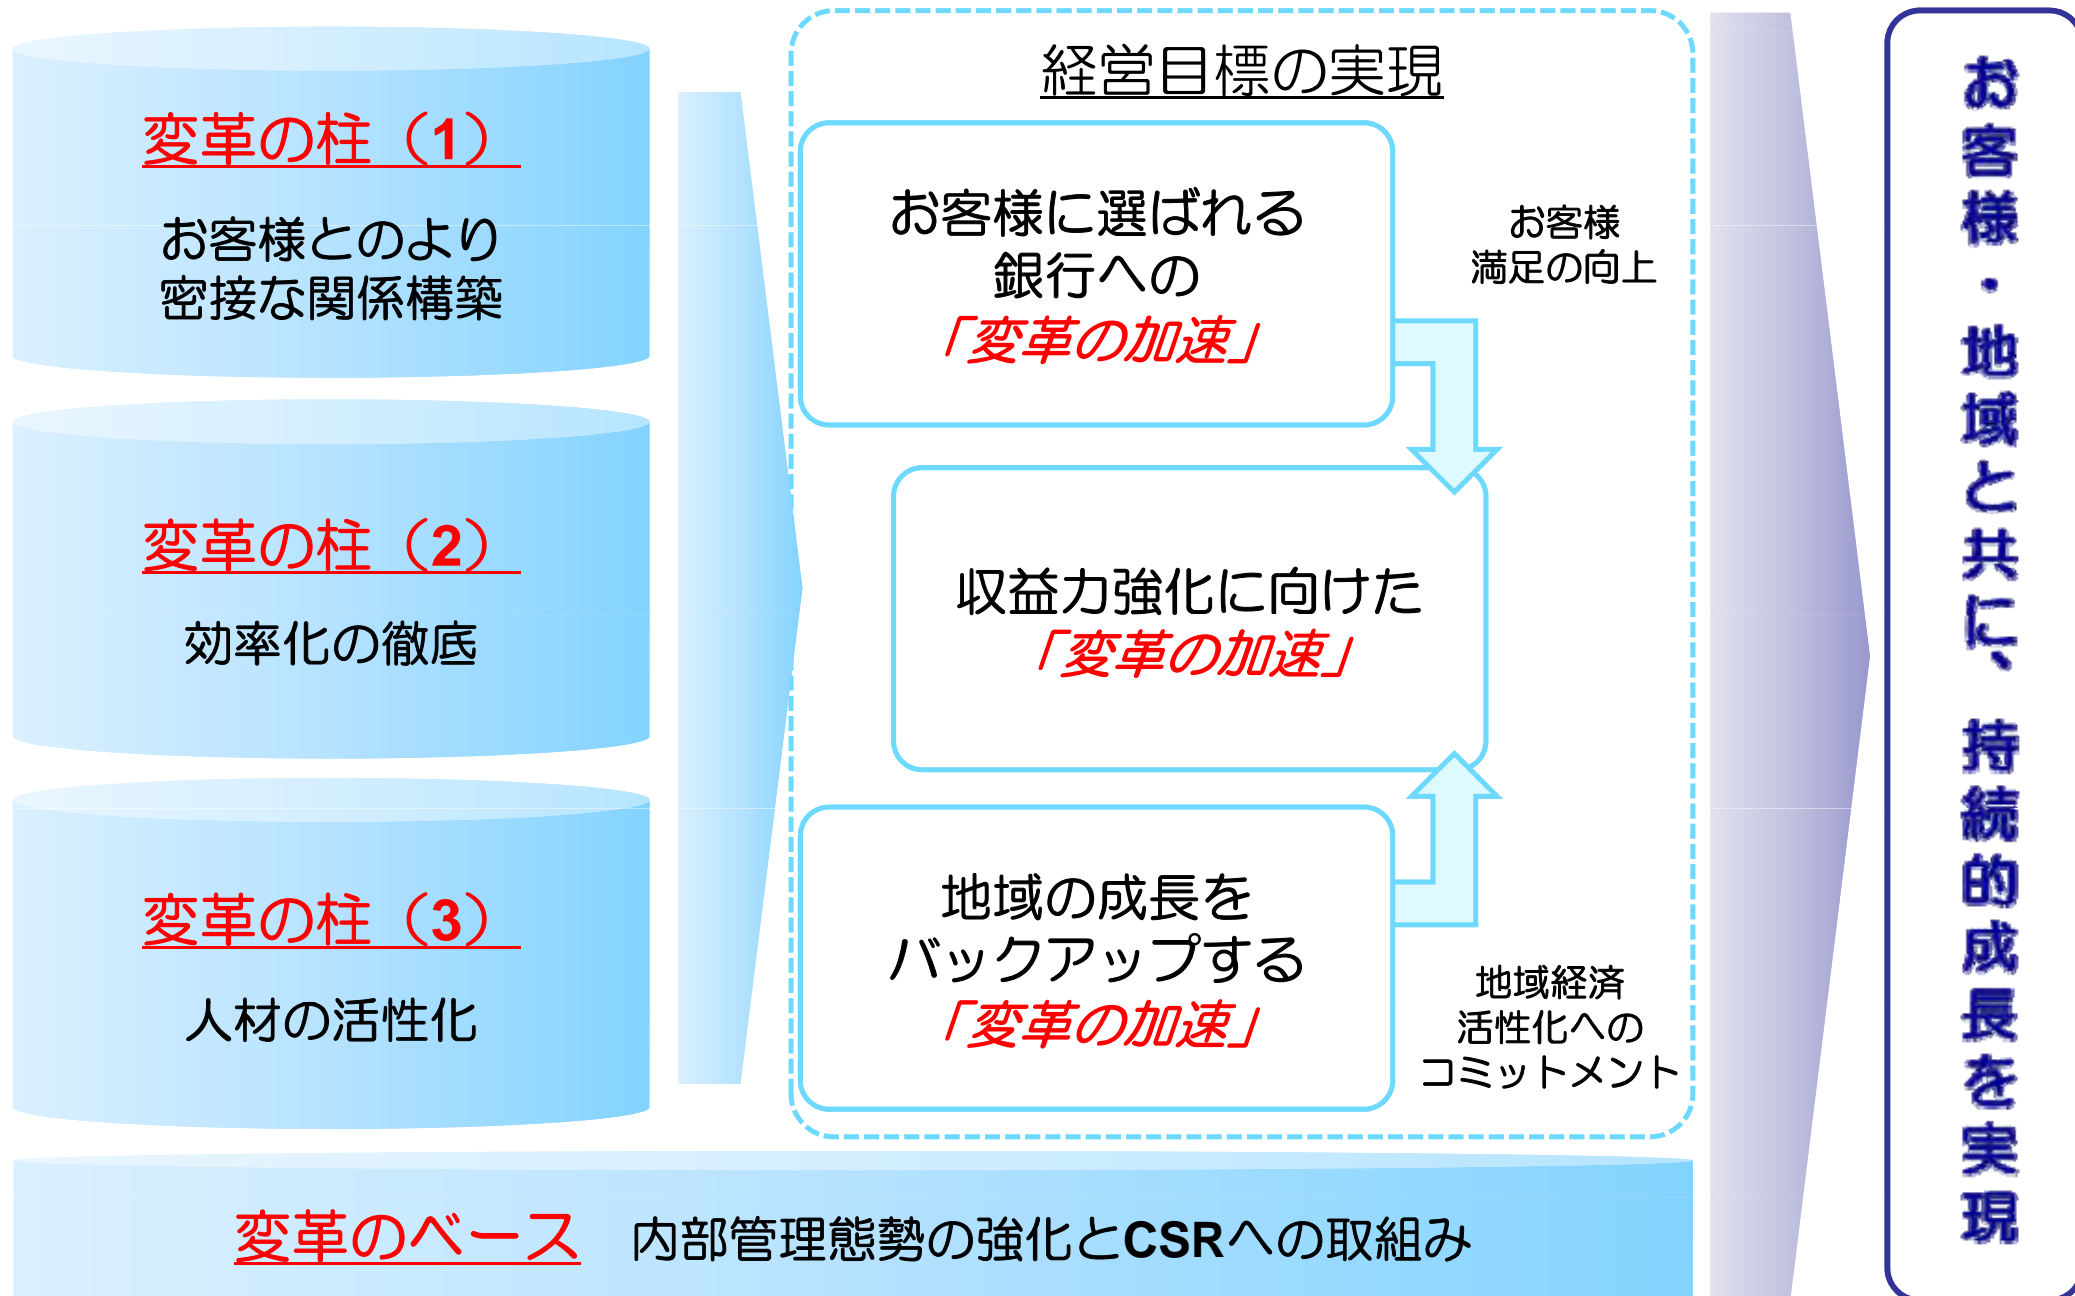 変革の柱（1）
お客様とのより
密接な関係構築
変革の柱（2）
効率化の徹底
変革の柱（3）
人材の活性化
経営目標の実現
お客様に選ばれる
銀行への
「変革の加速」
お客様
満足の向上
収益力強化に向けた
「変革の加速」
地域の成長を
バックアップする
「変革の加速」
地域経済
活性化への
コミットメント
変革のベース 内部管理態勢の強化とCSRへの取組み
お客様・地域と共に、持続的成長を実現